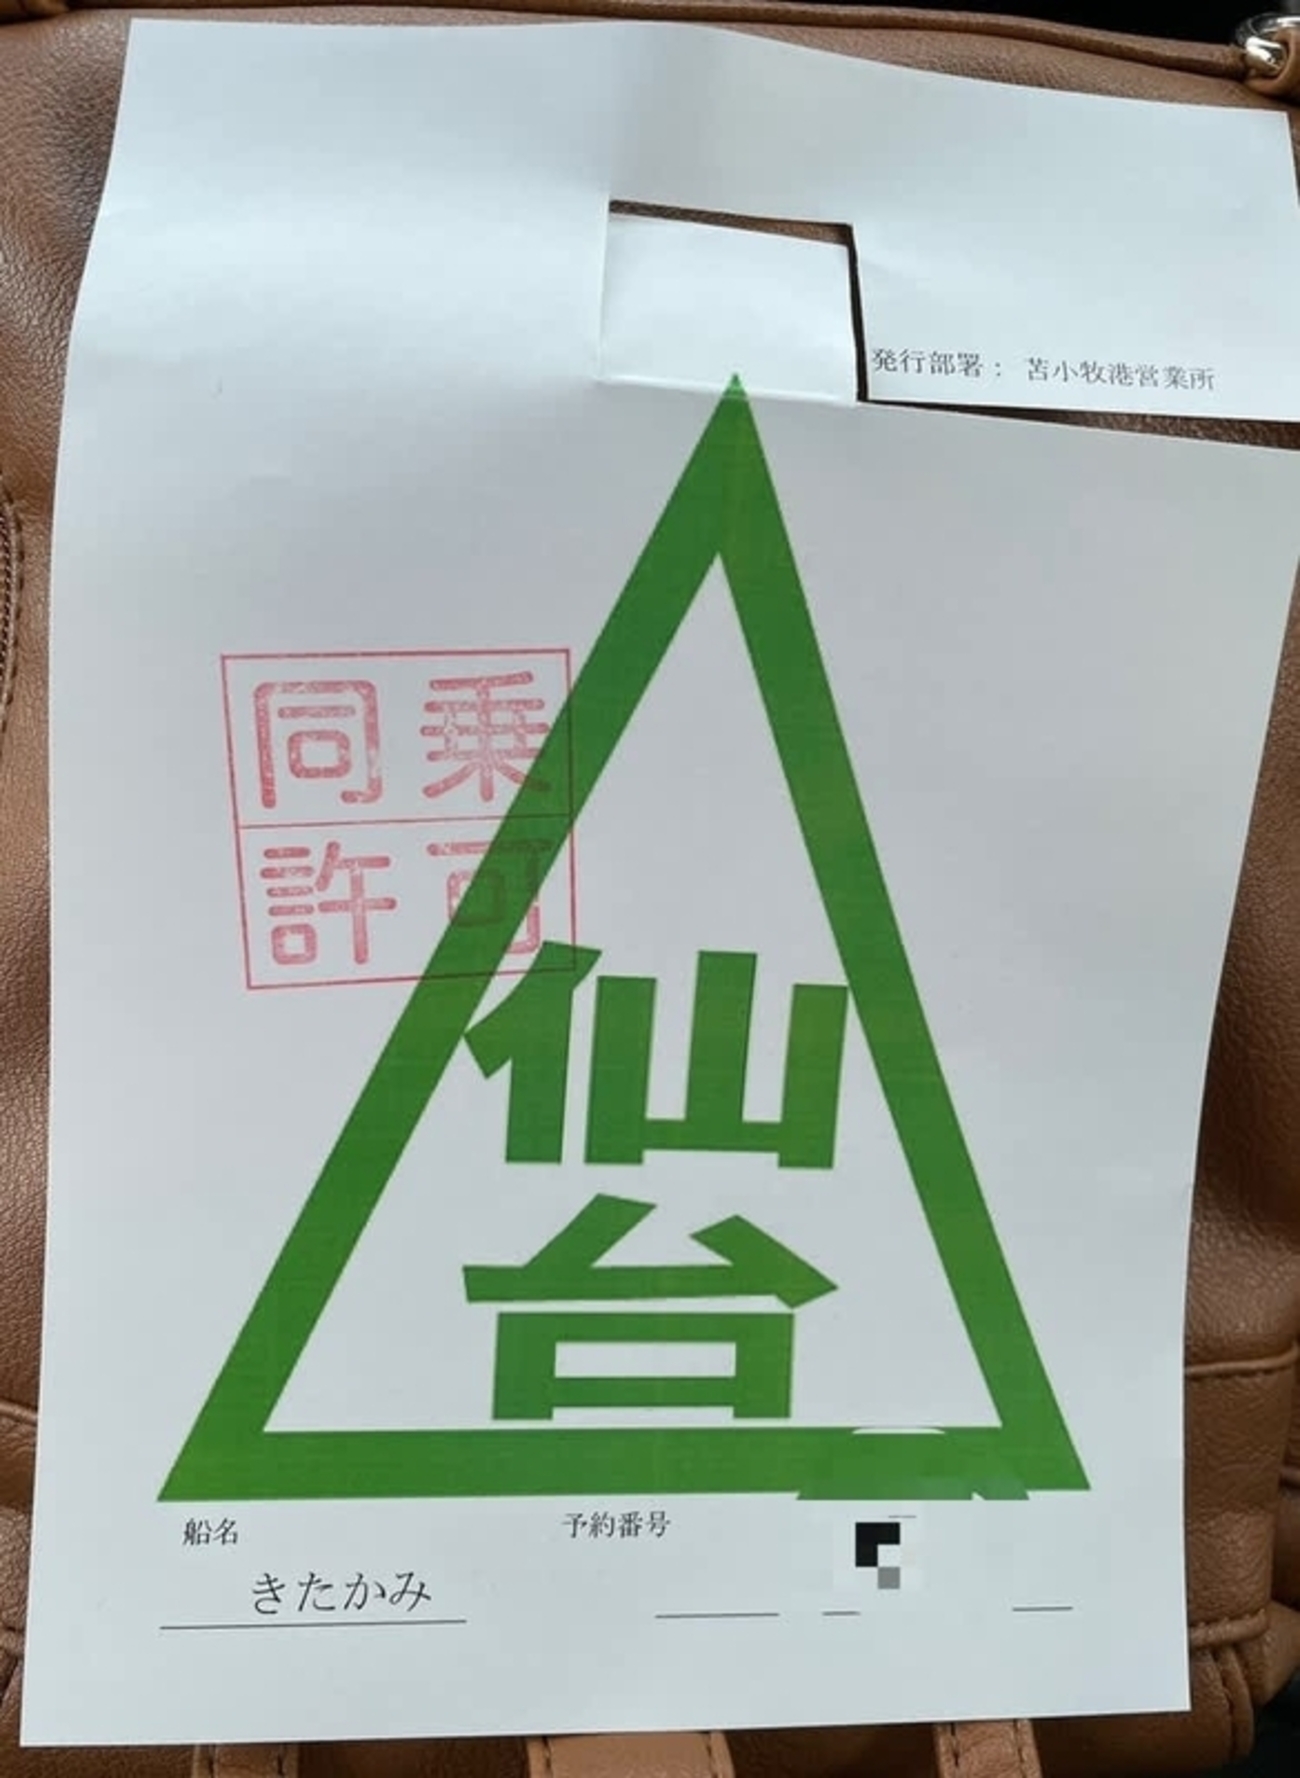 発行部署： 苫小牧港営業所
同乗
許可
仙
台
船名
予約番号
きたかみ